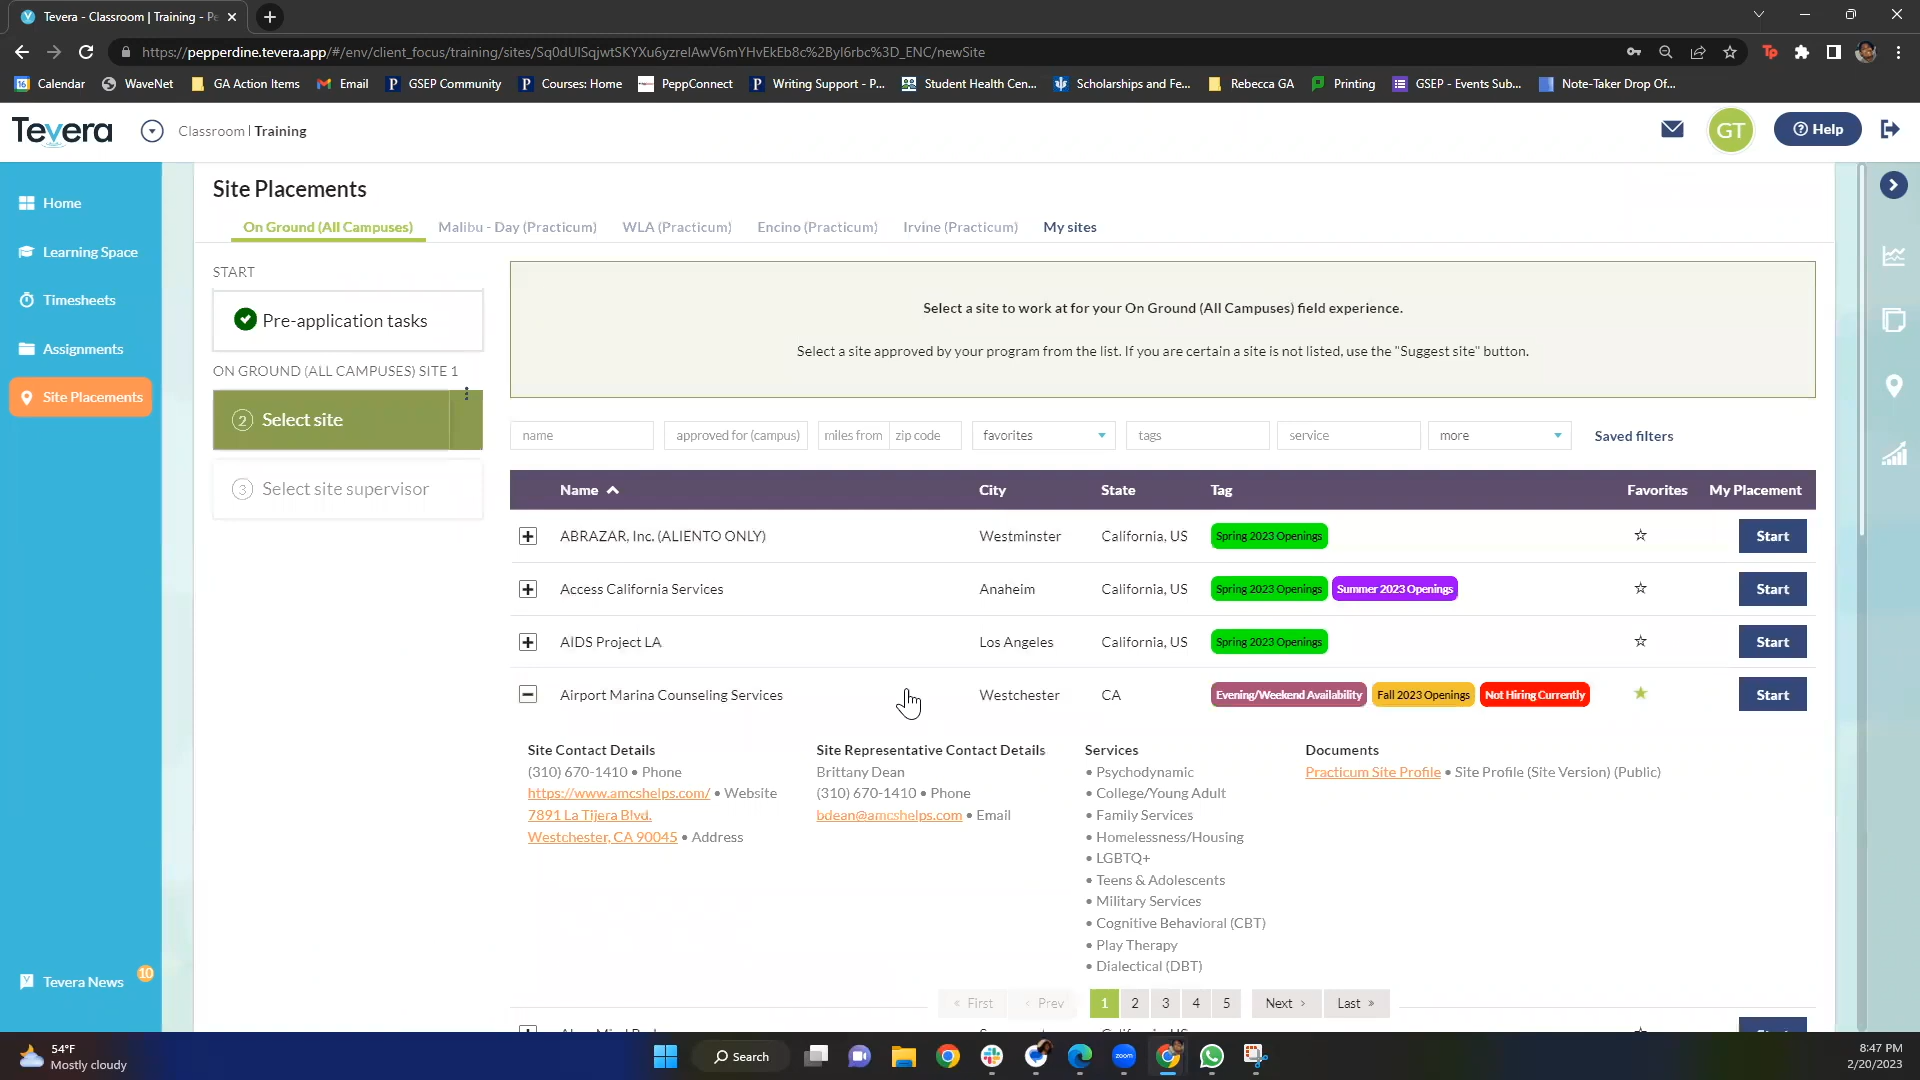 Tevera - Classroom | Training - Pe
https://pepperdine.tevera.app/#/env/client_focus/training/sites/Sq0dUlSqjwtSKYXu6yzrelAwV6mYHvEkEb8c%2Byl6rbc%3D_ENC/newSite
Calendar WaveNet GA Action Items Email GSEP Community Courses: Home PeppConnect Writing Support - P... Student Health Cen... Scholarships and Fe... Rebecca GA Printing GSEP - Events Sub... Note-Taker Drop Of...
Tevera Classroom | Training GT Help
Home
Learning Space
Timesheets
Assignments
Site Placements
Tevera News 10
Site Placements
On Ground (All Campuses) Malibu - Day (Practicum) WLA (Practicum) Encino (Practicum) Irvine (Practicum) My sites
START
Pre-application tasks
ON GROUND (ALL CAMPUSES) SITE 1
2 Select site
3 Select site supervisor
Select a site to work at for your On Ground (All Campuses) field experience.
Select a site approved by your program from the list. If you are certain a site is not listed, use the "Suggest site" button.
name approved for (campus) miles from zip code favorites tags service more Saved filters
Name City State Tag Favorites My Placement
ABRAZAR, Inc. (ALIENTO ONLY) Westminster California, US Spring 2023 Openings Start
Access California Services Anaheim California, US Spring 2023 Openings Summer 2023 Openings Start
AIDS Project LA Los Angeles California, US Spring 2023 Openings Start
Airport Marina Counseling Services Westchester CA Evening/Weekend Availability Fall 2023 Openings Not Hiring Currently Start
Site Contact Details
(310) 670-1410 • Phone
https://www.amcshelps.com/ • Website
7891 La Tijera Blvd.
Westchester, CA 90045 • Address
Site Representative Contact Details
Brittany Dean
(310) 670-1410 • Phone
bdean@amcshelps.com • Email
Services
• Psychodynamic
• College/Young Adult
• Family Services
• Homelessness/Housing
• LGBTQ+
• Teens & Adolescents
• Military Services
• Cognitive Behavioral (CBT)
• Play Therapy
• Dialectical (DBT)
Documents
Practicum Site Profile • Site Profile (Site Version) (Public)
« First ‹ Prev 1 2 3 4 5 Next › Last »
54°F
Mostly cloudy
Search
zoom
8:47 PM
2/20/2023